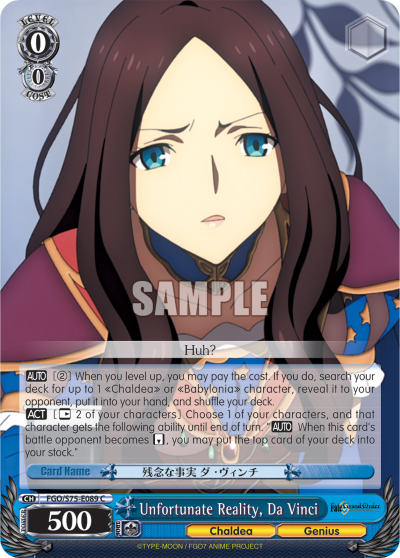 LEVEL
0
0
COST
SAMPLE
Huh?
AUTO [②] When you level up, you may pay the cost. If you do, search your
deck for up to 1 «Chaldea» or «Babylonia» character, reveal it to your
opponent, put it into your hand, and shuffle your deck.
ACT [ 2 of your characters] Choose 1 of your characters, and that
character gets the following ability until end of turn. "AUTO When this card's
battle opponent becomes , you may put the top card of your deck into
your stock."
Card Name 残念な事実 ダ・ヴィンチ
CH FGO/S75-E089 C
POWER 500
Unfortunate Reality, Da Vinci
Fate/Grand Order
Chaldea Genius
©TYPE-MOON / FGO7 ANIME PROJECT